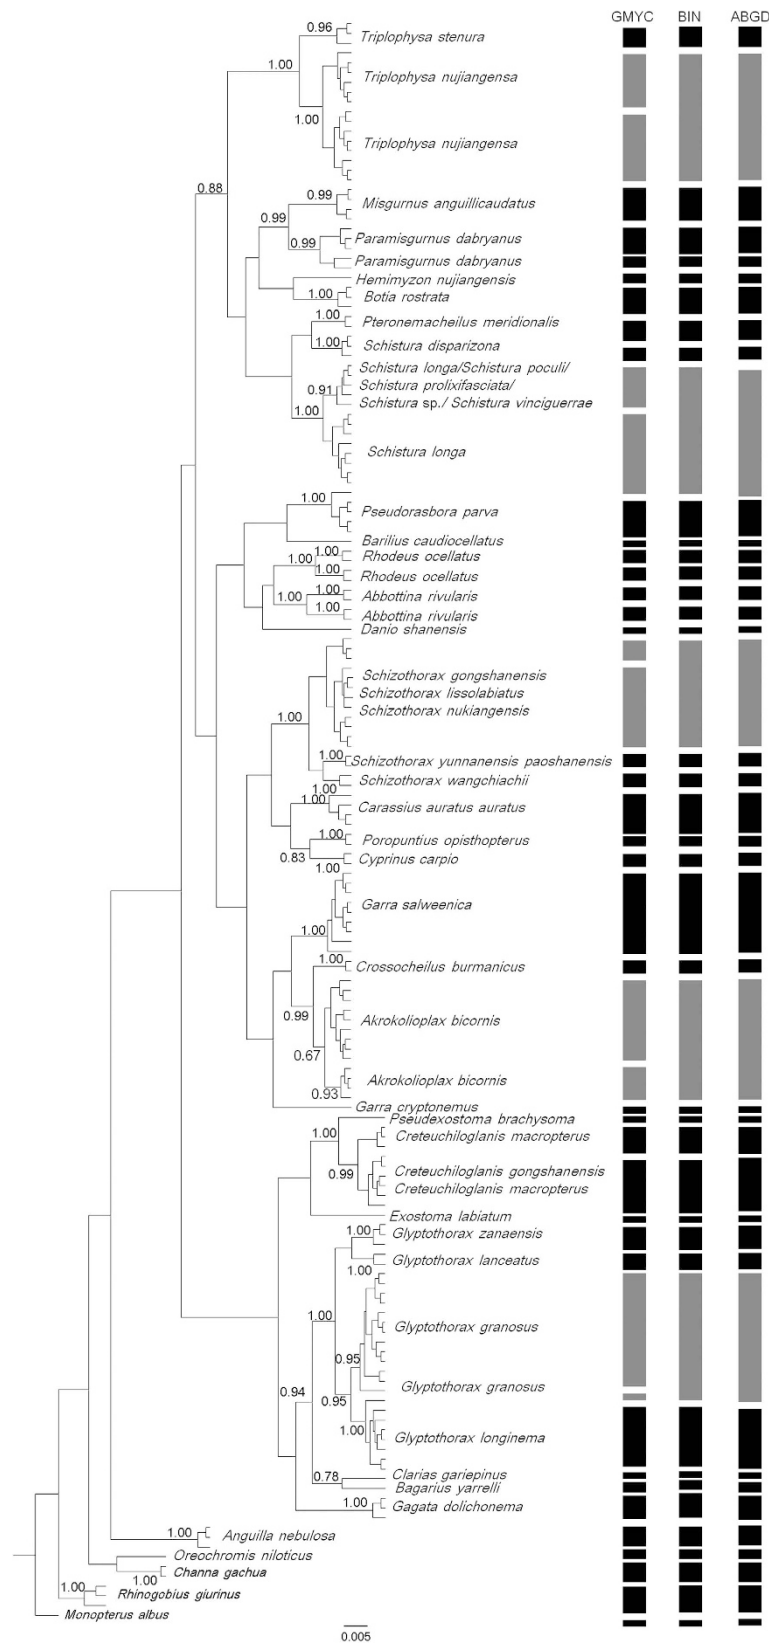 GMYC BIN ABGD
0.96
Triplophysa stenura
1.00
Triplophysa nujiangensa
1.00
Triplophysa nujiangensa
0.88
0.99
Misgurnus anguillicaudatus
0.99
Paramisgurnus dabryanus
0.99
Paramisgurnus dabryanus
Hemimyzon nujiangensis
1.00
Botia rostrata
1.00
Pteronemacheilus meridionalis
1.00
Schistura disparizona
Schistura longa/Schistura poculi/
0.91
Schistura prolixifasciata/
Schistura sp./ Schistura vinciguerrae
1.00
Schistura longa
1.00
Pseudorasbora parva
Barilius caudiocellatus
1.00
Rhodeus ocellatus
1.00
Rhodeus ocellatus
1.00
Abbottina rivularis
1.00
1.00
Abbottina rivularis
Danio shanensis
Schizothorax gongshanensis
Schizothorax lissolabiatus
Schizothorax nukiangensis
1.00
1.00
Schizothorax yunnanensis paoshanensis
Schizothorax wangchiachii
1.00
1.00
Carassius auratus auratus
1.00
Poropuntius opisthopterus
0.83
Cyprinus carpio
1.00
Garra salweenica
1.00
1.00
Crossocheilus burmanicus
0.99
Akrokolioplax bicornis
0.67
Akrokolioplax bicornis
0.93
Garra cryptonemus
Pseudexostoma brachysoma
1.00
Creteuchiloglanis macropterus
0.99
Creteuchiloglanis gongshanensis
Creteuchiloglanis macropterus
Exostoma labiatum
1.00
Glyptothorax zanaensis
Glyptothorax lanceatus
1.00
1.00
1.00
Glyptothorax granosus
0.95
Glyptothorax granosus
0.94
0.95
1.00
Glyptothorax longinema
0.78
Clarias gariepinus
Bagarius yarrelli
1.00
Gagata dolichonema
1.00
Anguilla nebulosa
Oreochromis niloticus
1.00
Channa gachua
1.00
Rhinogobius giurinus
Monopterus albus
0.005